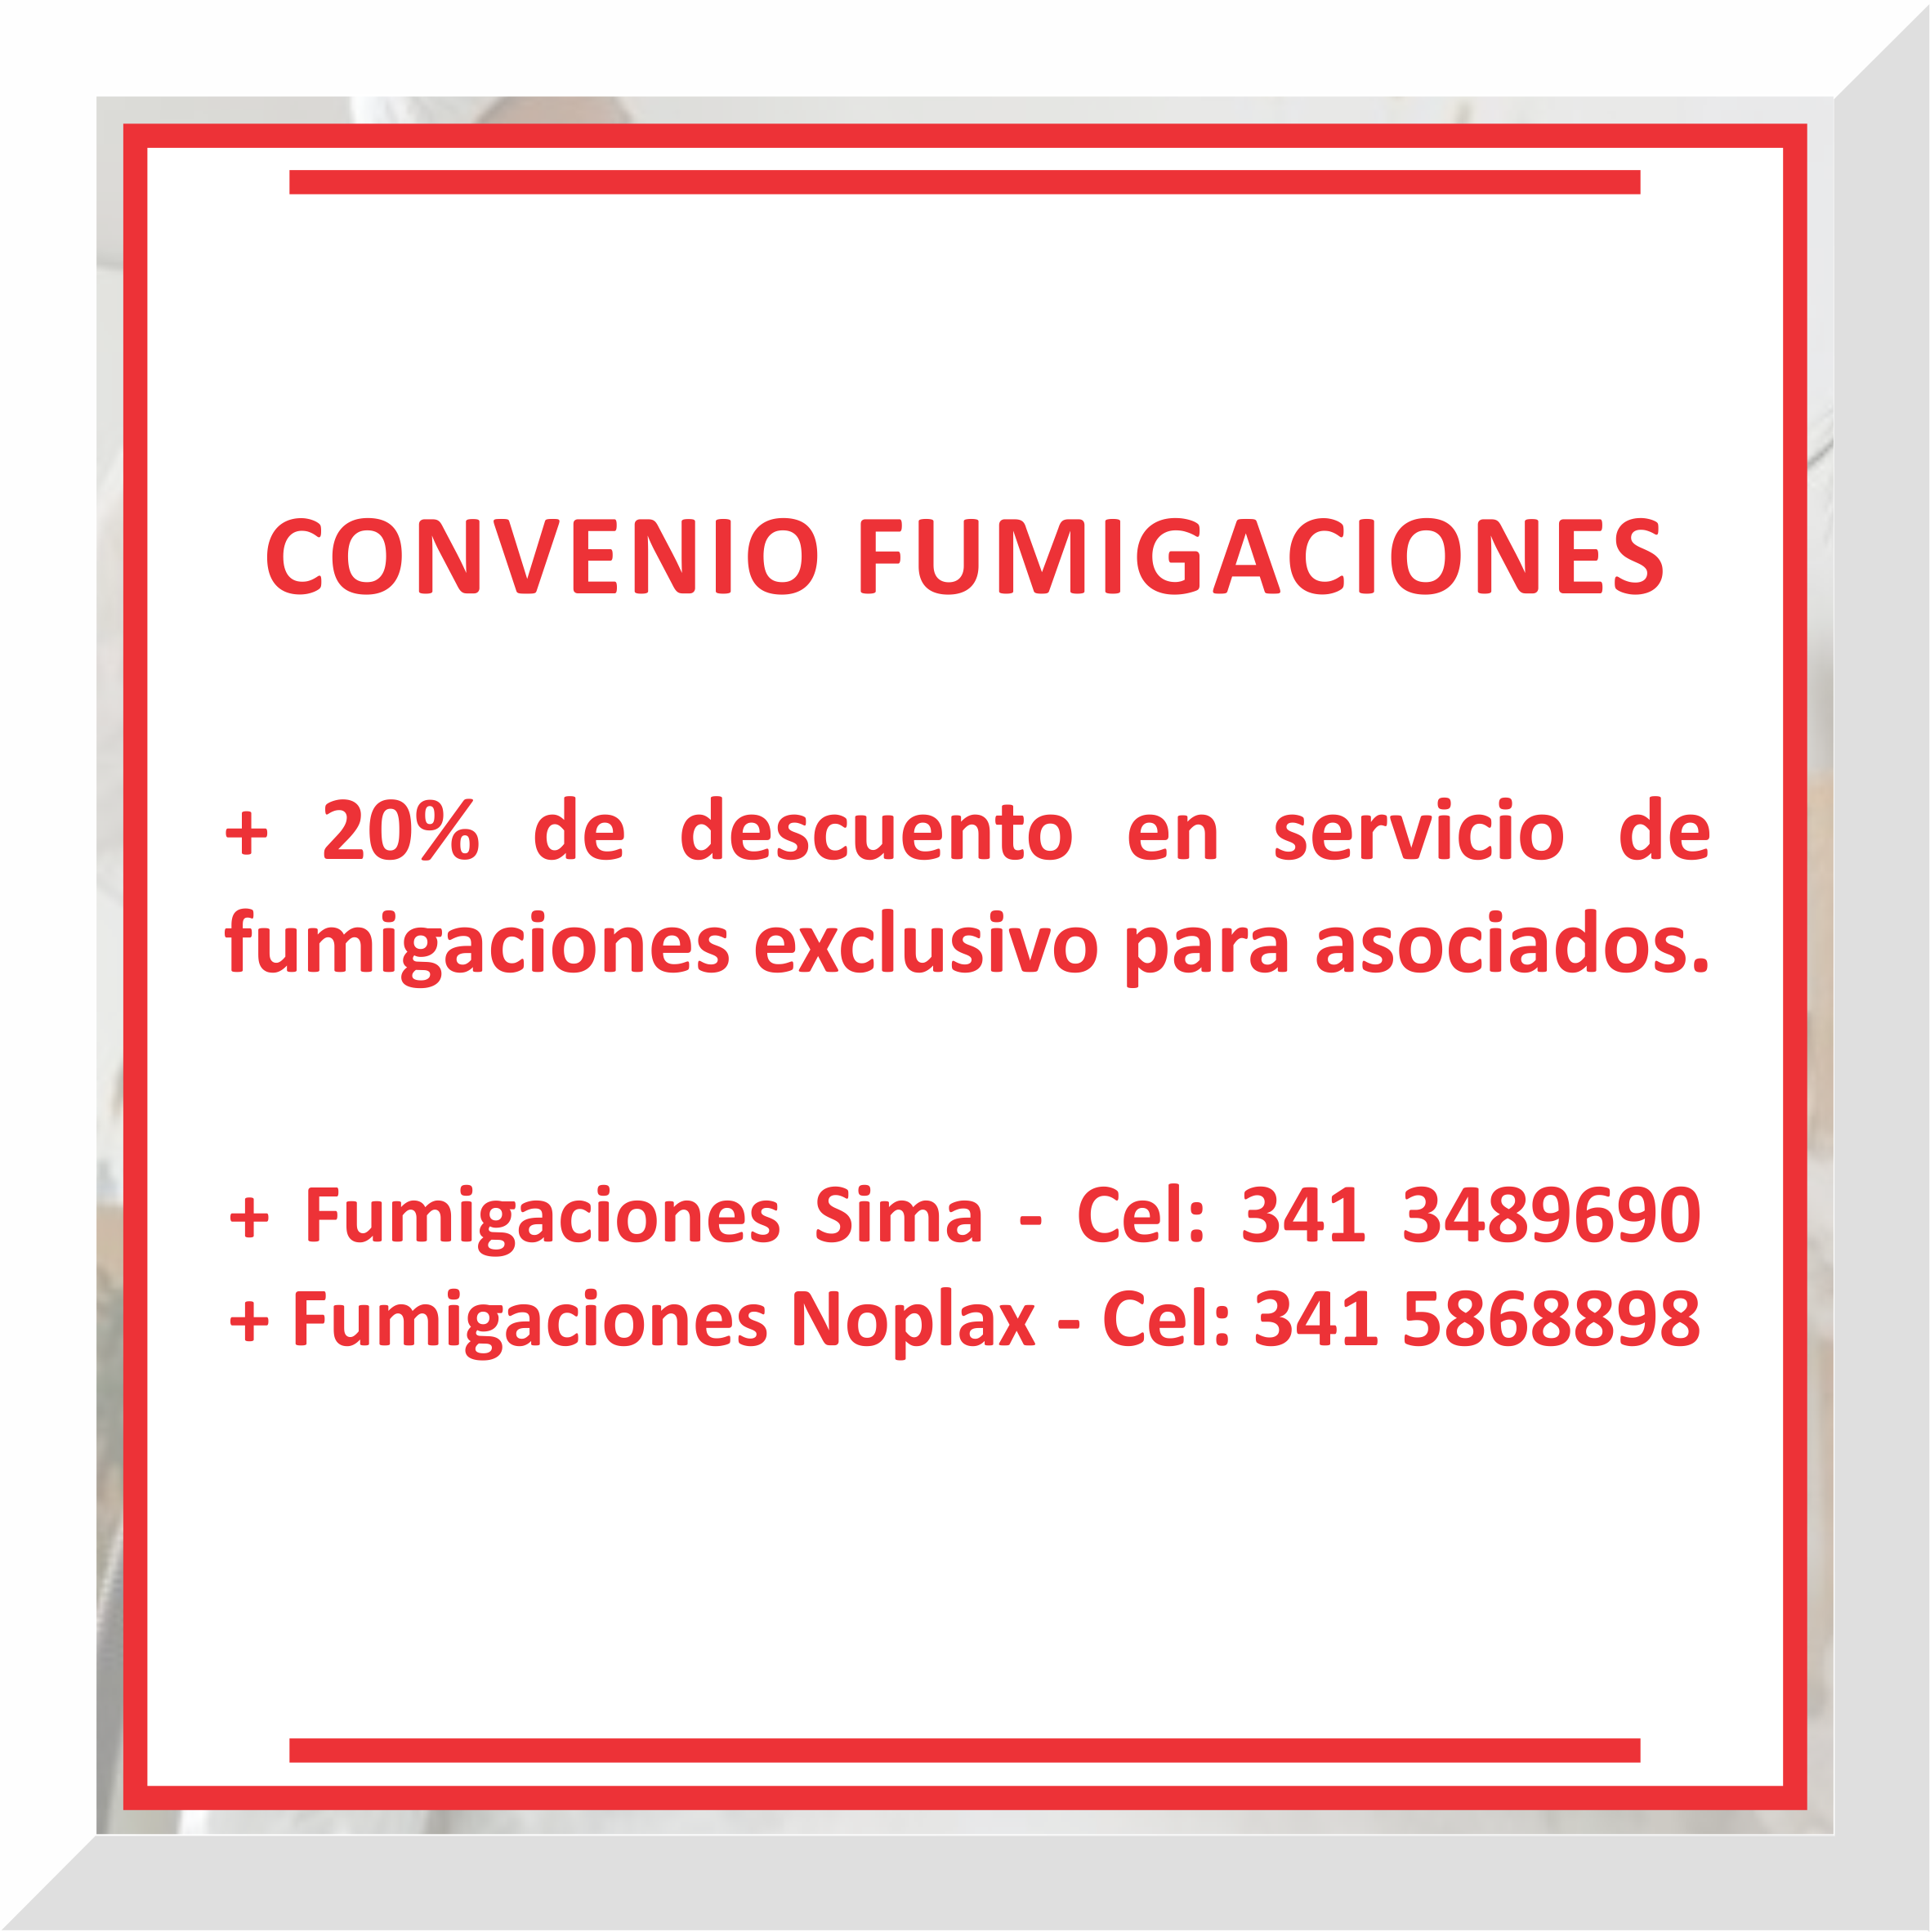 CONVENIO FUMIGACIONES
+ 20% de descuento en servicio de
fumigaciones exclusivo para asociados.
+ Fumigaciones Sima - Cel: 341 3489690
+ Fumigaciones Noplax - Cel: 341 5868898